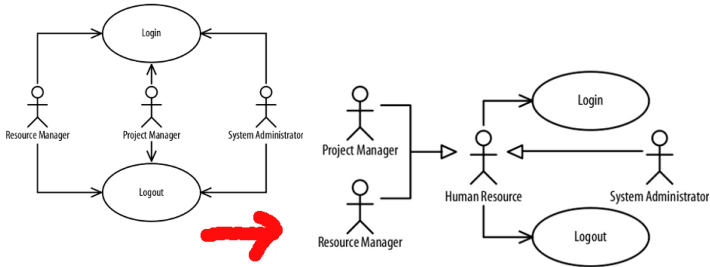 Login
Resource Manager
Project Manager
System Administrator
Logout
Login
Project Manager
Human Resource
System Administrator
Resource Manager
Logout